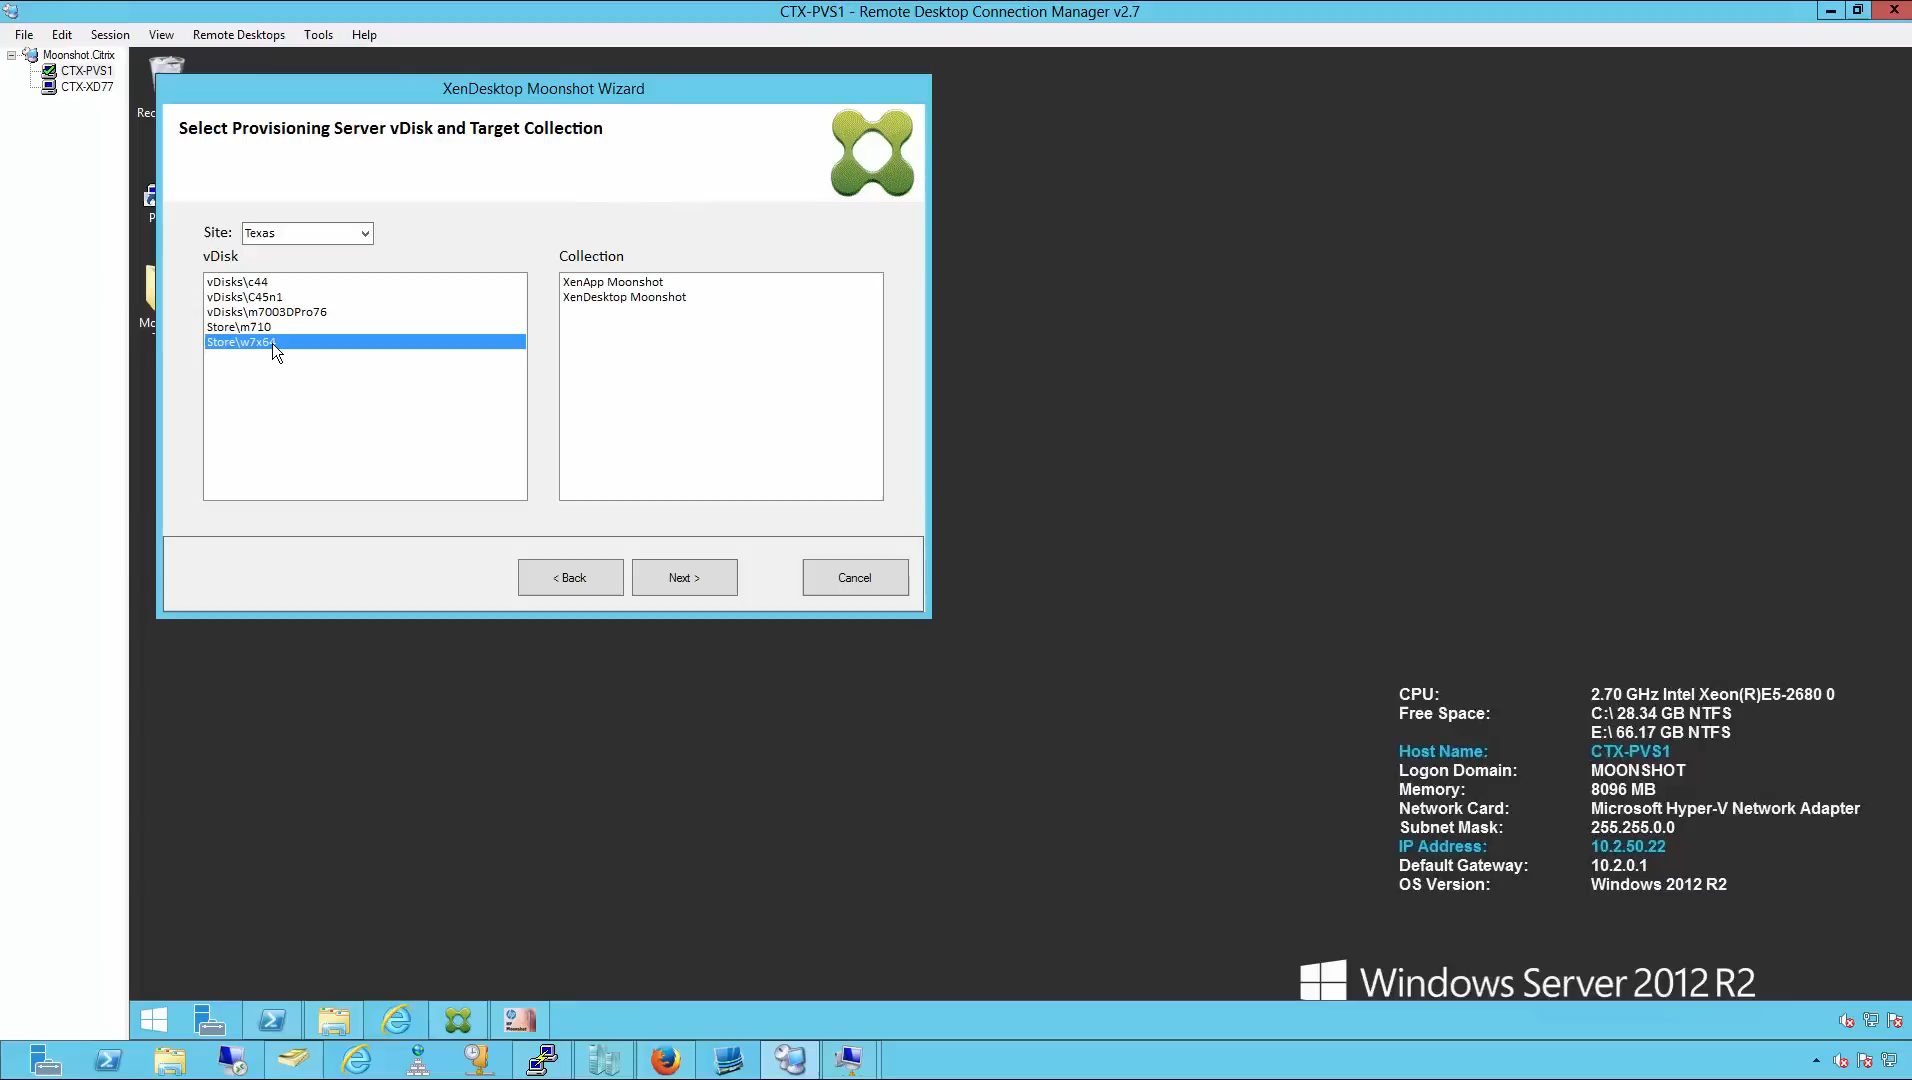 CTX-PVS1 - Remote Desktop Connection Manager v2.7
File Edit Session View Remote Desktops Tools Help
Moonshot.Citrix
CTX-PVS1
CTX-XD77
Rec
P
Mo
XenDesktop Moonshot Wizard
Select Provisioning Server vDisk and Target Collection
Site: Texas
vDisk
vDisks\c44
vDisks\C45n1
vDisks\m7003DPro76
Store\m710
Store\w7x64
Collection
XenApp Moonshot
XenDesktop Moonshot
< Back
Next >
Cancel
CPU: 2.70 GHz Intel Xeon(R)E5-2680 0
Free Space: C:\ 28.34 GB NTFS
E:\ 66.17 GB NTFS
Host Name: CTX-PVS1
Logon Domain: MOONSHOT
Memory: 8096 MB
Network Card: Microsoft Hyper-V Network Adapter
Subnet Mask: 255.255.0.0
IP Address: 10.2.50.22
Default Gateway: 10.2.0.1
OS Version: Windows 2012 R2
Windows Server 2012 R2